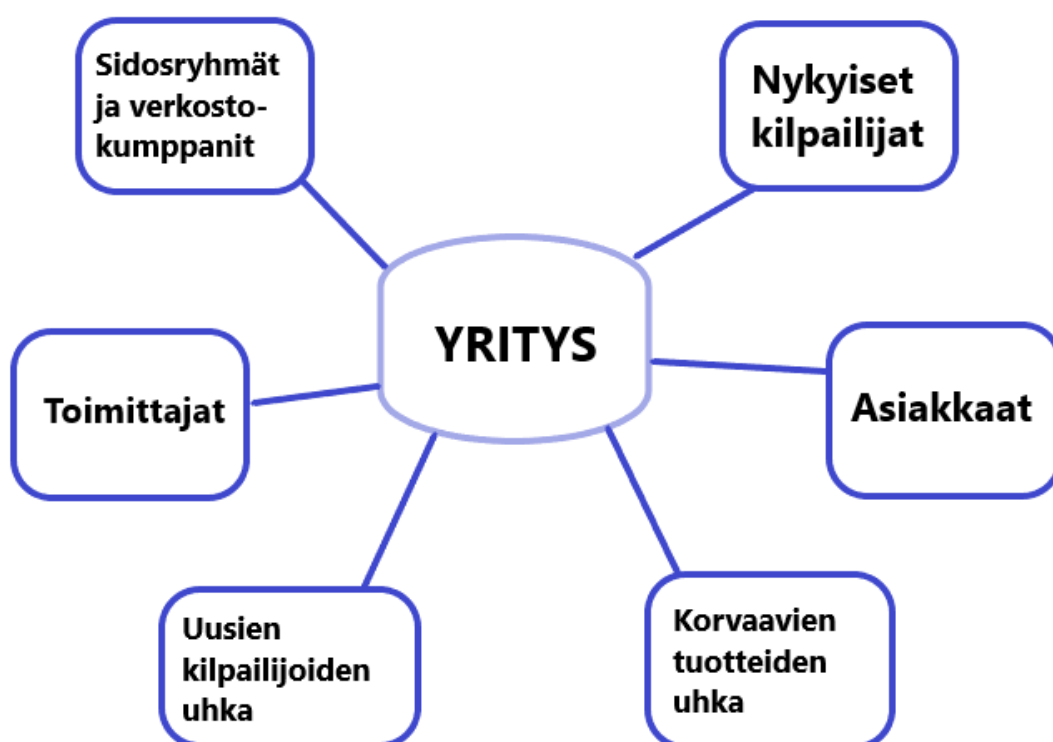 Sidosryhmät
ja verkosto-
kumppanit
Nykyiset
kilpailijat
YRITYS
Toimittajat
Asiakkaat
Uusien
kilpailijoiden
uhka
Korvaavien
tuotteiden
uhka